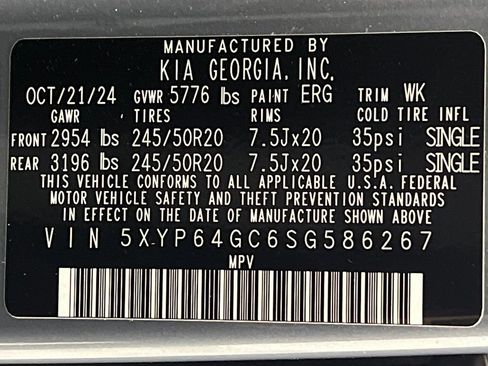 MANUFACTURED BY
KIA GEORGIA, INC.
OCT/21/24 GVWR 5776 lbs PAINT ERG TRIM WK
GAWR TIRES RIMS COLD TIRE INFL
FRONT 2954 lbs 245/50R20 7.5Jx20 35psi SINGLE
REAR 3196 lbs 245/50R20 7.5Jx20 35psi SINGLE
THIS VEHICLE CONFORMS TO ALL APPLICABLE U.S.A. FEDERAL
MOTOR VEHICLE SAFETY AND THEFT PREVENTION STANDARDS
IN EFFECT ON THE DATE OF MANUFACTURE SHOWN ABOVE
VIN 5XYP64GC6SG586267
MPV